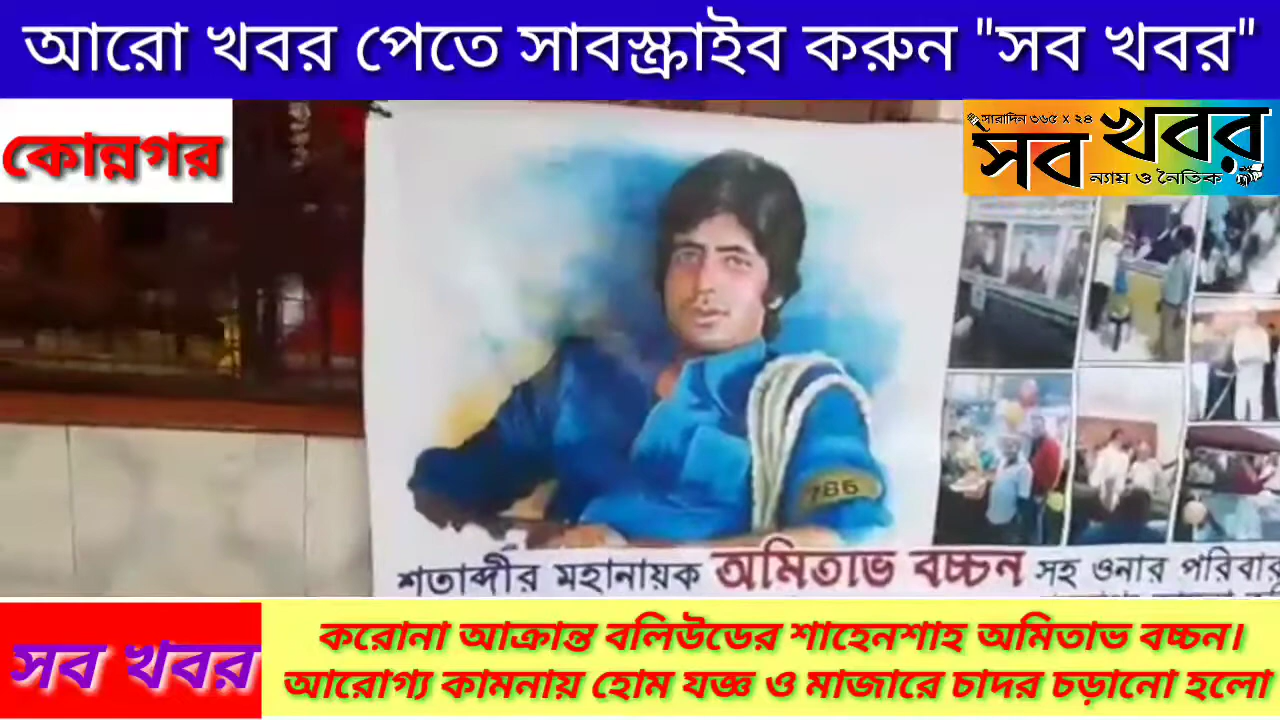 আরো খবর পেতে সাবস্ক্রাইব করুন "সব খবর"
কোন্নগর
সারাদিন ৩৬৫ x ২৪
সব খবর
ন্যায় ও নৈতিক
786
শতাব্দীর মহানায়ক অমিতাভ বচ্চন সহ ওনার পরিবার
সব খবর
করোনা আক্রান্ত বলিউডের শাহেনশাহ অমিতাভ বচ্চন।
আরোগ্য কামনায় হোম যজ্ঞ ও মাজারে চাদর চড়ানো হলো